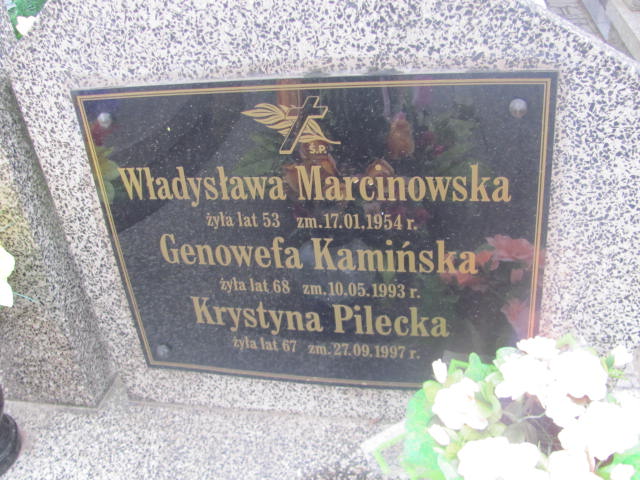 Ś.P.
Władysława Marcinowska
żyła lat 53 zm. 17.01.1954 r.
Genowefa Kamińska
żyła lat 68 zm. 10.05.1993 r.
Krystyna Pilecka
żyła lat 67 zm. 27.09.1997 r.